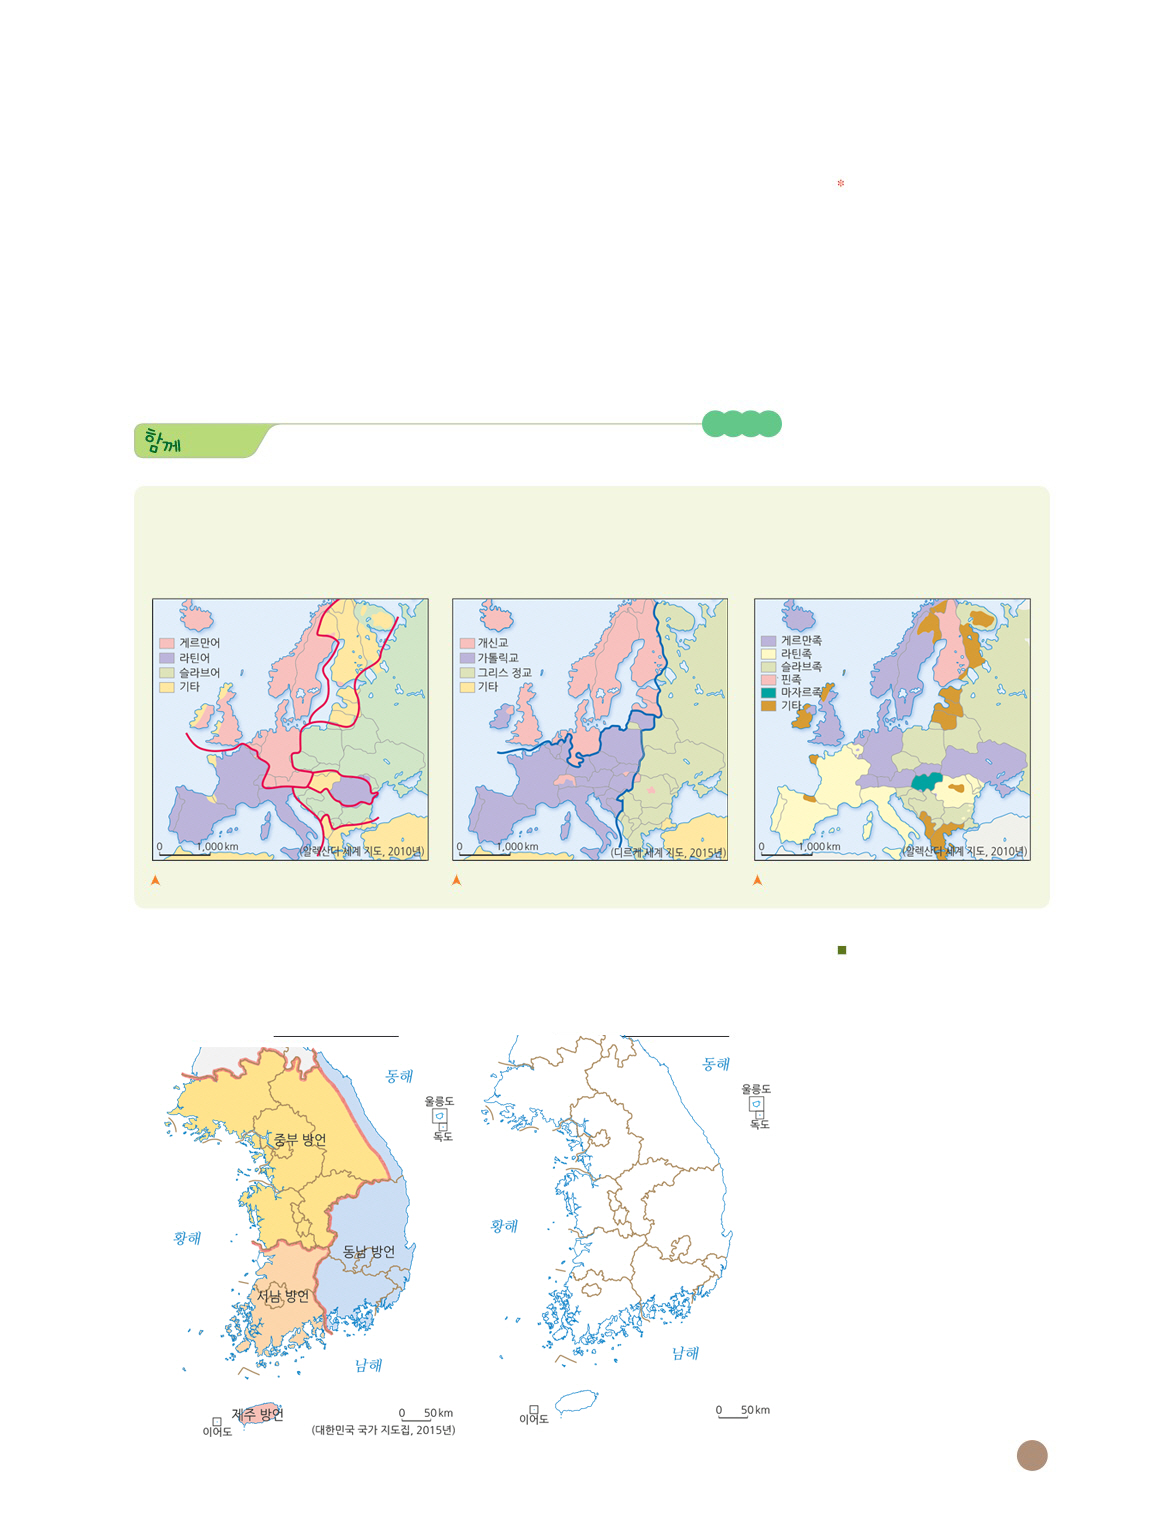 *
함께
게르만어
라틴어
슬라브어
기타
0 1,000 km
(알렉산더 세계 지도, 2010년)
개신교
가톨릭교
그리스 정교
기타
0 1,000 km
(디르케 세계 지도, 2015년)
게르만족
라틴족
슬라브족
핀족
마자르족
기타
0 1,000 km
(알렉산더 세계 지도, 2010년)
동해
울릉도
독도
중부 방언
황해
동남 방언
서남 방언
남해
제주 방언
이어도
0 50 km
(대한민국 국가 지도집, 2015년)
동해
울릉도
독도
황해
남해
이어도
0 50 km